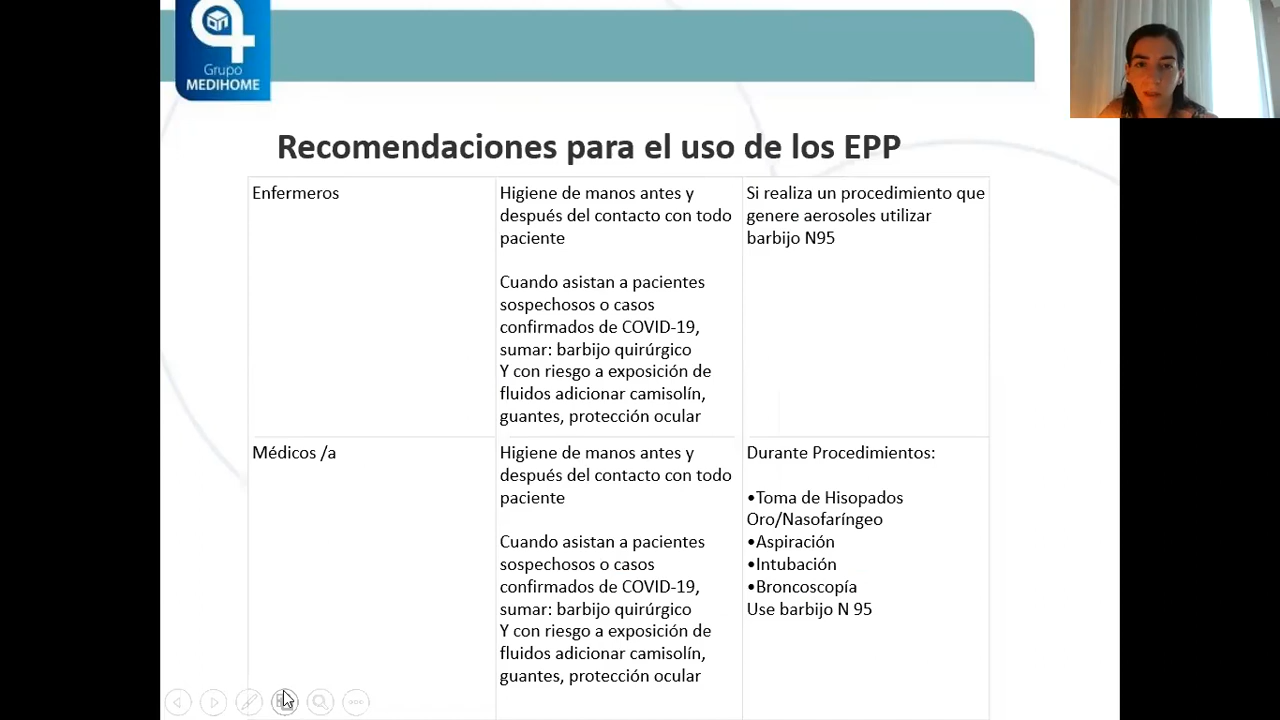 Grupo
MEDIHOME
Recomendaciones para el uso de los EPP
Enfermeros
Higiene de manos antes y
después del contacto con todo
paciente
Cuando asistan a pacientes
sospechosos o casos
confirmados de COVID-19,
sumar: barbijo quirúrgico
Y con riesgo a exposición de
fluidos adicionar camisolín,
guantes, protección ocular
Si realiza un procedimiento que
genere aerosoles utilizar
barbijo N95
Médicos /a
Higiene de manos antes y
después del contacto con todo
paciente
Cuando asistan a pacientes
sospechosos o casos
confirmados de COVID-19,
sumar: barbijo quirúrgico
Y con riesgo a exposición de
fluidos adicionar camisolín,
guantes, protección ocular
Durante Procedimientos:
•Toma de Hisopados
Oro/Nasofaríngeo
•Aspiración
•Intubación
•Broncoscopía
Use barbijo N 95